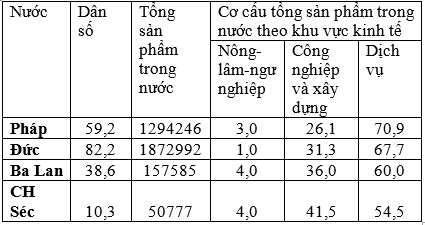 Nước Dân số Tổng sản phẩm trong nước Cơ cấu tổng sản phẩm trong nước theo khu vực kinh tế
Nông-lâm-ngư nghiệp Công nghiệp và xây dựng Dịch vụ
Pháp 59,2 1294246 3,0 26,1 70,9
Đức 82,2 1872992 1,0 31,3 67,7
Ba Lan 38,6 157585 4,0 36,0 60,0
CH Séc 10,3 50777 4,0 41,5 54,5